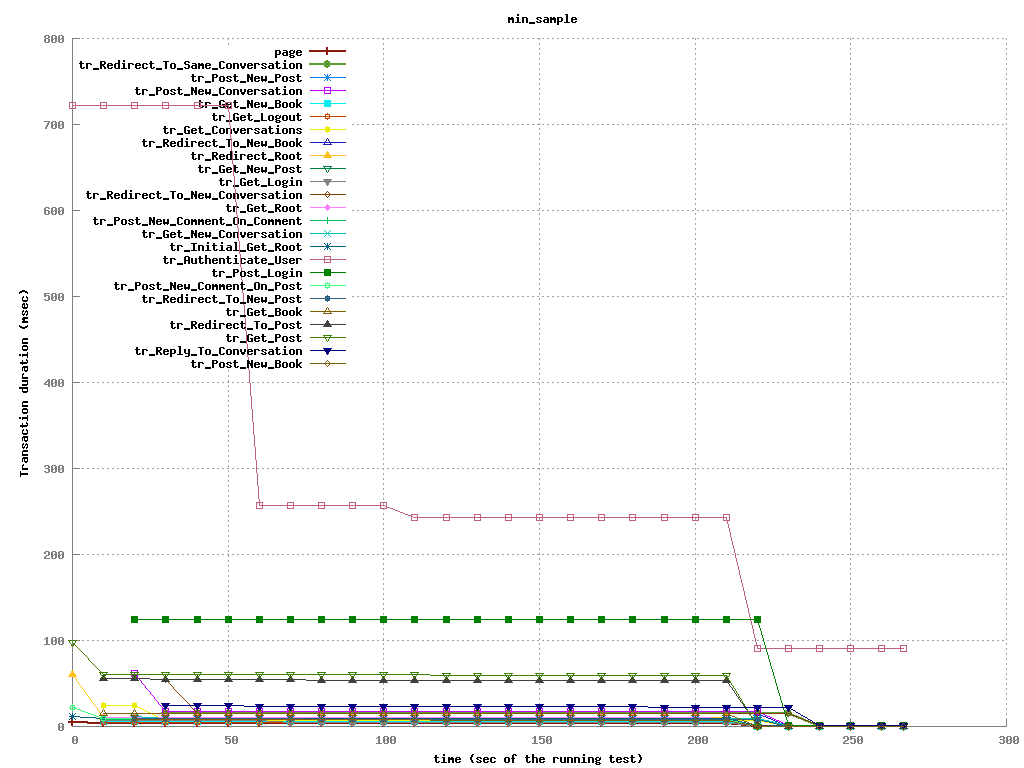 min_sample
800
700
600
500
400
300
200
100
0
Transaction duration (msec)
page
tr_Redirect_To_Same_Conversation
tr_Post_New_Post
tr_Post_New_Conversation
tr_Get_New_Book
tr_Get_Logout
tr_Get_Conversations
tr_Redirect_To_New_Book
tr_Redirect_Root
tr_Get_New_Post
tr_Get_Login
tr_Redirect_To_New_Conversation
tr_Get_Root
tr_Post_New_Comment_On_Comment
tr_Get_New_Conversation
tr_Initial_Get_Root
tr_Authenticate_User
tr_Post_Login
tr_Post_New_Comment_On_Post
tr_Redirect_To_New_Post
tr_Get_Book
tr_Redirect_To_Post
tr_Get_Post
tr_Reply_To_Conversation
tr_Post_New_Book
0 50 100 150 200 250 300
time (sec of the running test)